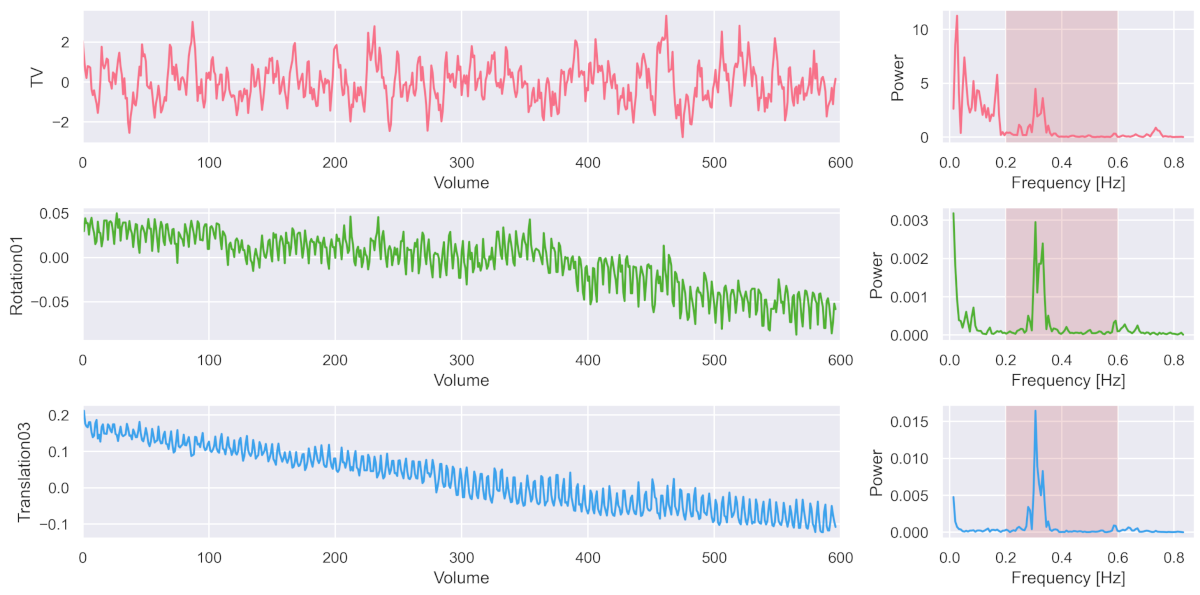 TV
2
0
−2
0 100 200 300 400 500 600
Volume
Power
10
5
0
0.0 0.2 0.4 0.6 0.8
Frequency [Hz]
Rotation01
0.05
0.00
−0.05
0 100 200 300 400 500 600
Volume
Power
0.003
0.002
0.001
0.000
0.0 0.2 0.4 0.6 0.8
Frequency [Hz]
Translation03
0.2
0.1
0.0
−0.1
0 100 200 300 400 500 600
Volume
Power
0.015
0.010
0.005
0.000
0.0 0.2 0.4 0.6 0.8
Frequency [Hz]